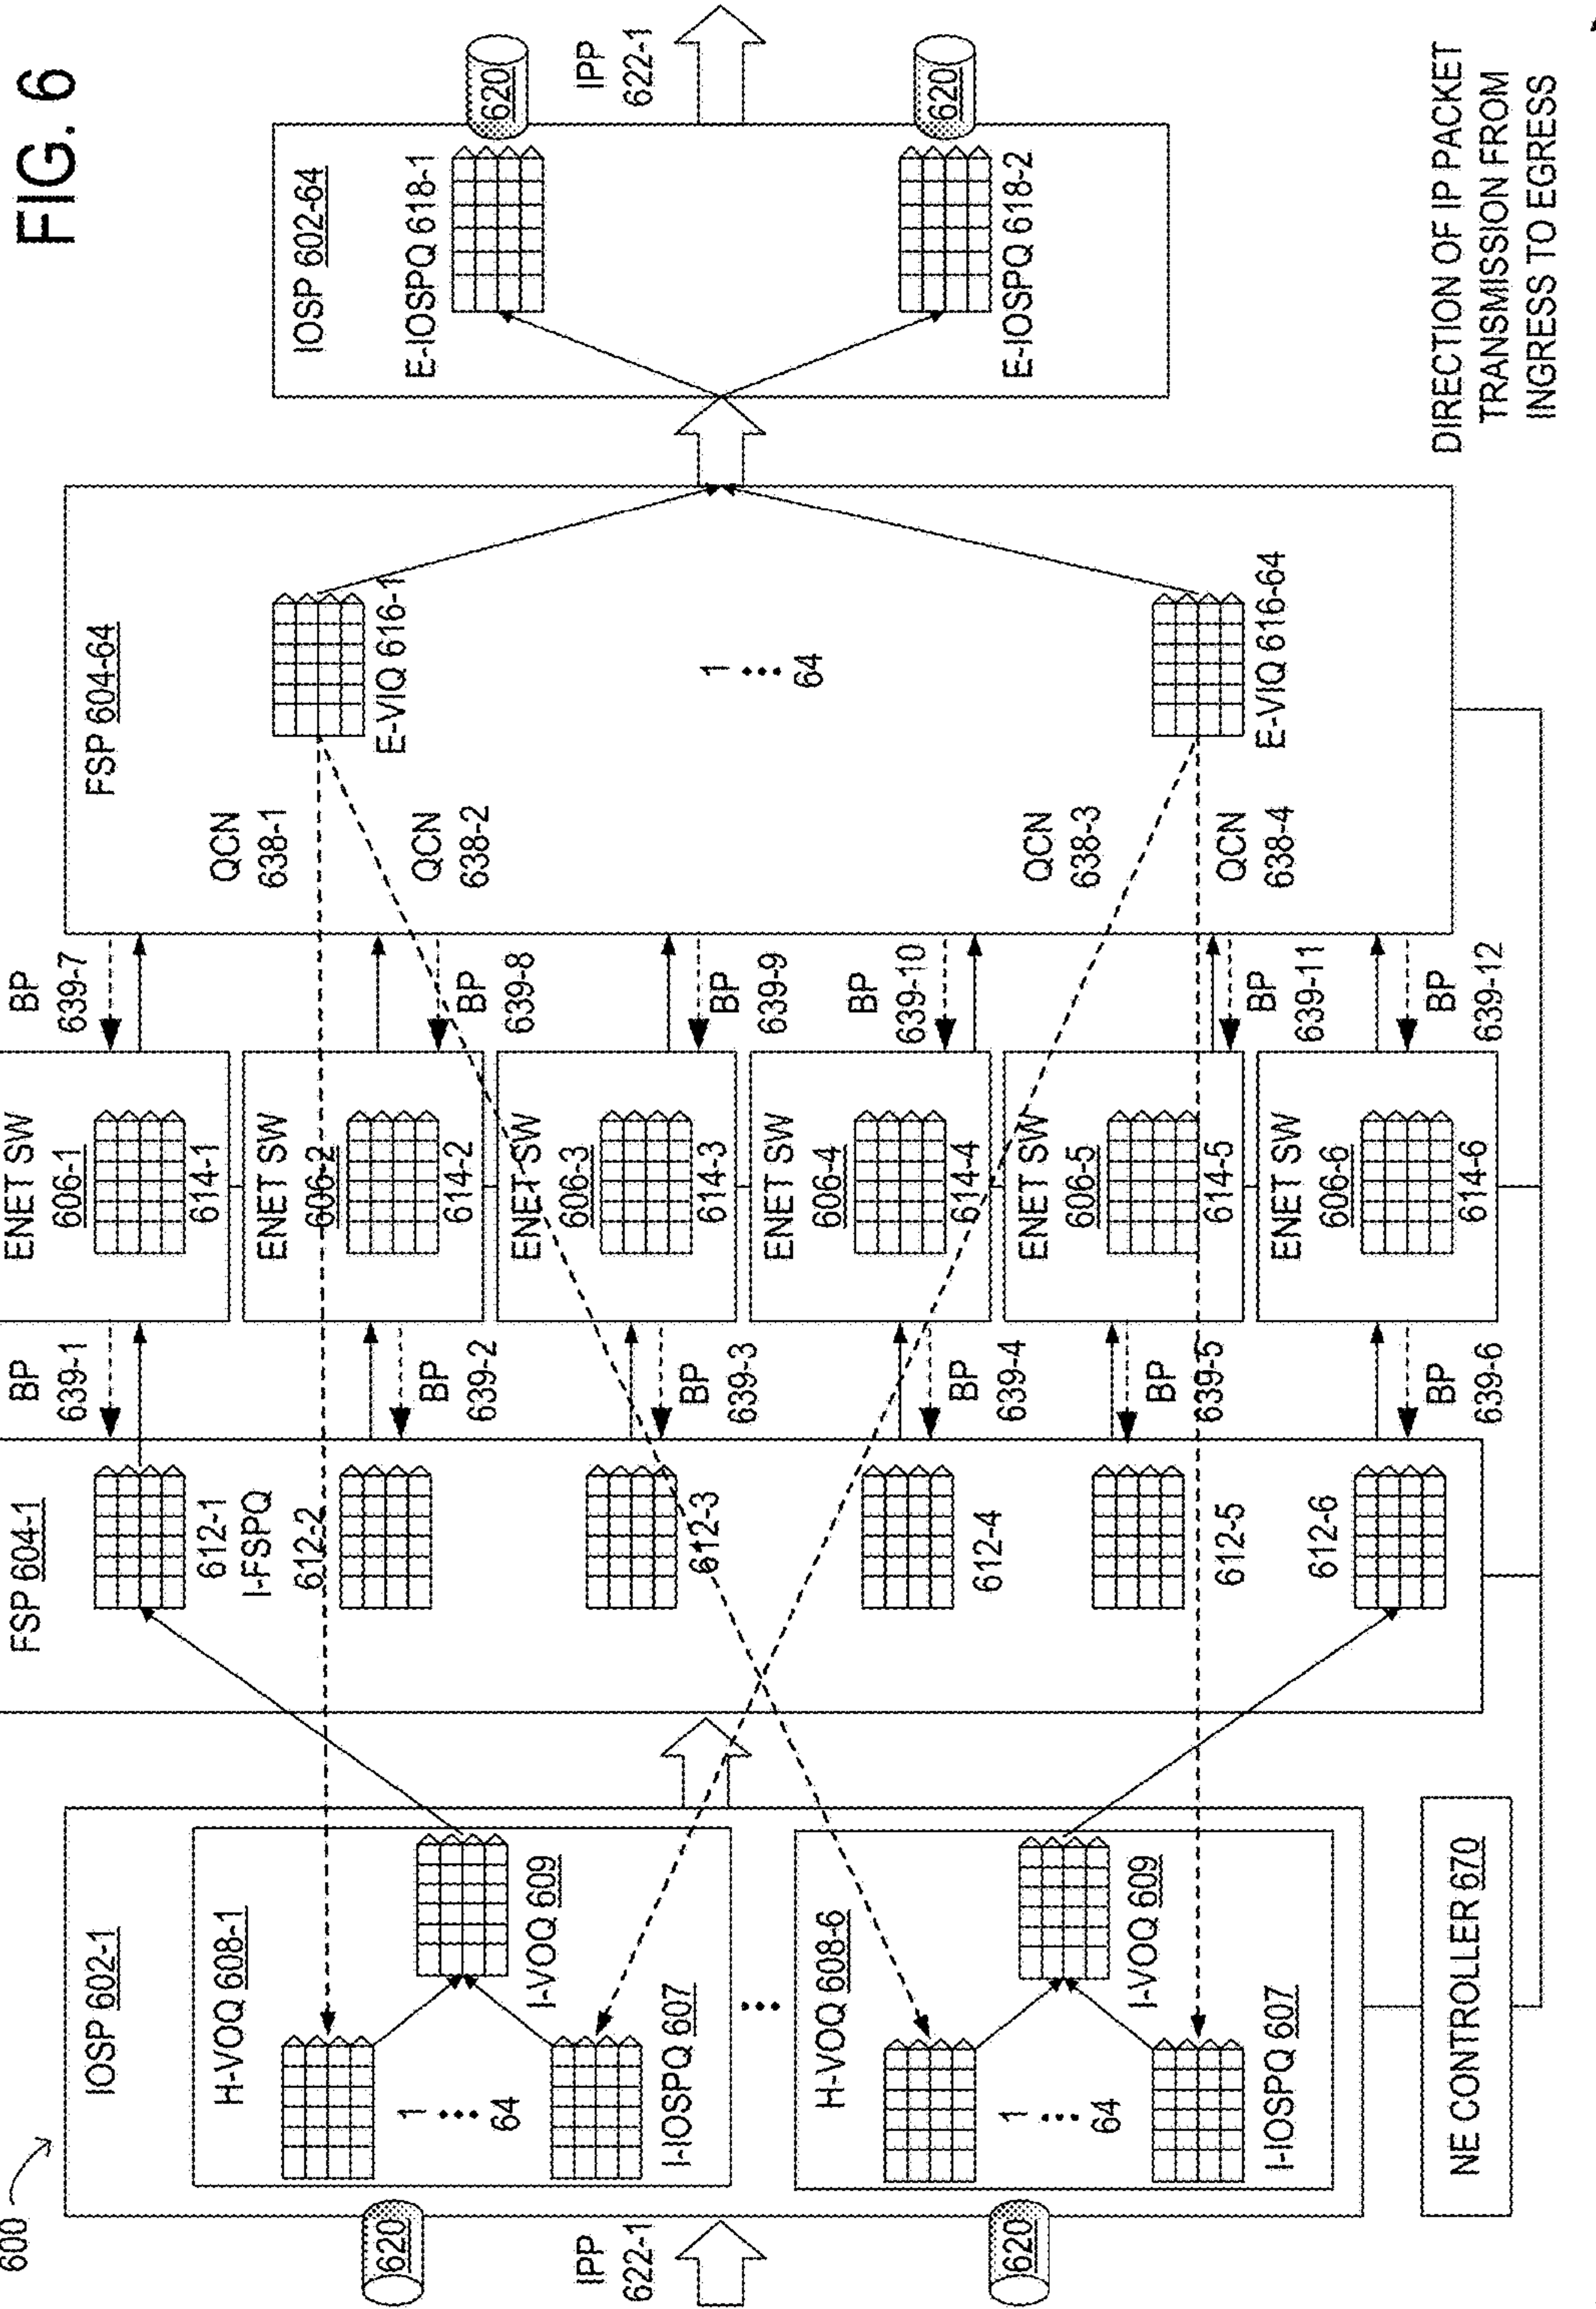 FIG. 6
600
IOSP 602-1
H-VOQ 608-1
1
64
I-VOQ 609
I-IOSPQ 607
H-VOQ 608-6
1
64
I-VOQ 609
I-IOSPQ 607
620
IPP
622-1
620
NE CONTROLLER 670
FSP 604-1
612-1
I-FSPQ
612-2
612-3
612-4
612-5
612-6
BP
639-1
BP
639-2
BP
639-3
BP
639-4
BP
639-5
BP
639-6
ENET SW
606-1
614-1
ENET SW
606-2
614-2
ENET SW
606-3
614-3
ENET SW
606-4
614-4
ENET SW
606-5
614-5
ENET SW
606-6
614-6
BP
639-7
BP
639-8
BP
639-9
BP
639-10
BP
639-11
BP
639-12
FSP 604-64
QCN
638-1
QCN
638-2
QCN
638-3
QCN
638-4
E-VIQ 616-1
1
64
E-VIQ 616-64
IOSP 602-64
E-IOSPQ 618-1
E-IOSPQ 618-2
620
IPP
622-1
620
DIRECTION OF IP PACKET
TRANSMISSION FROM
INGRESS TO EGRESS